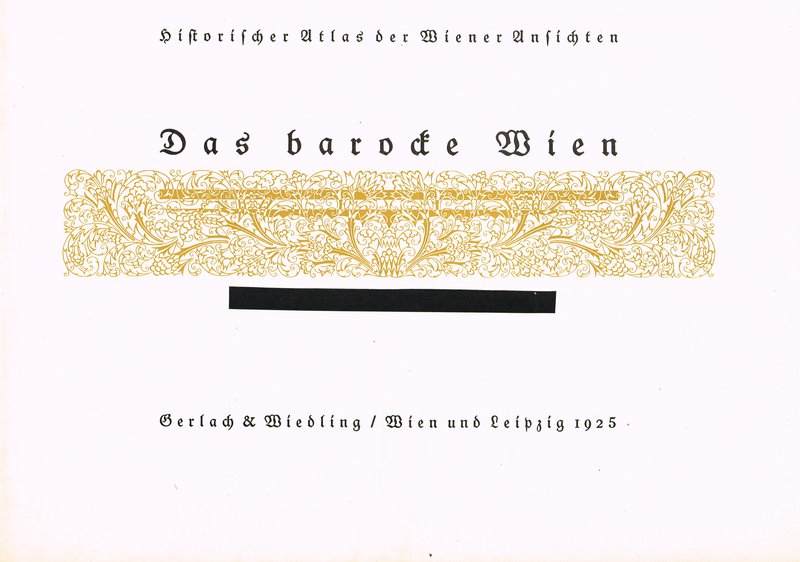 Hiſtoriſcher Atlas der Wiener Anſichten
Das barocke Wien
Gerlach & Wiedling / Wien und Leipzig 1925